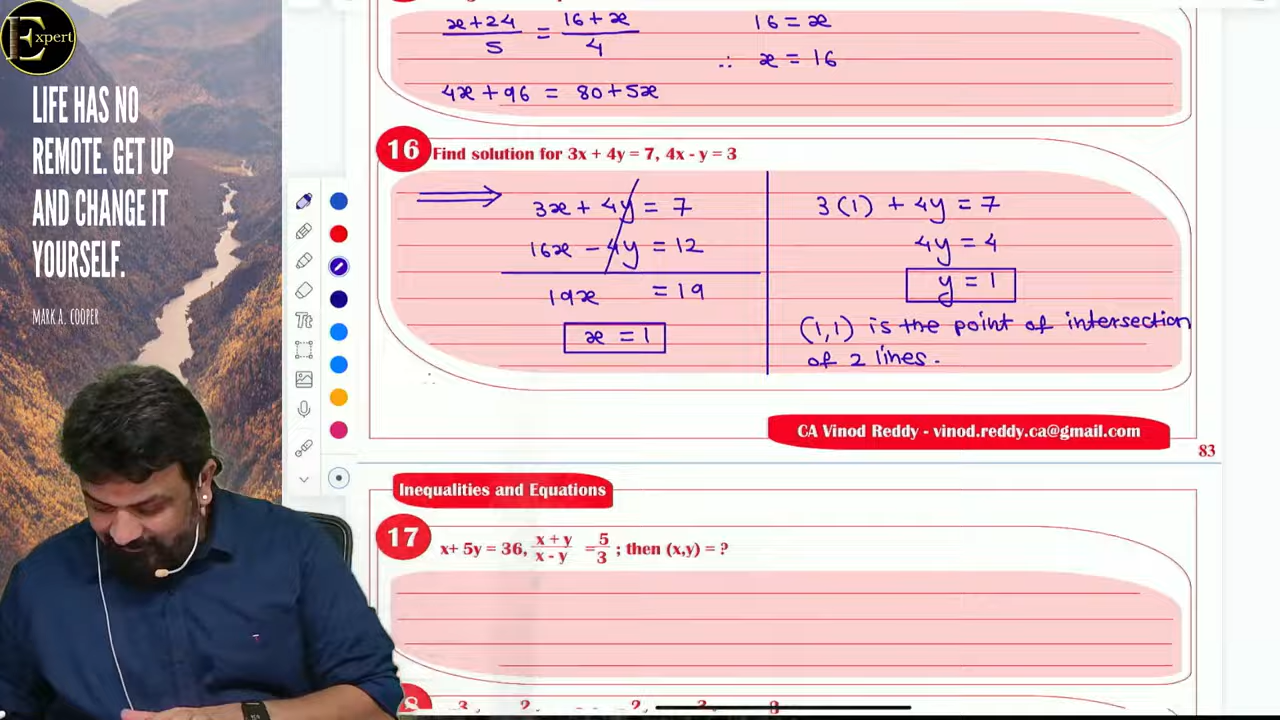 Expert
LIFE HAS NO
REMOTE. GET UP
AND CHANGE IT
YOURSELF.
MARK A. COOPER
Tt
x+24/5 = 16+x/4
4x+96 = 80+5x
16 = x
∴ x = 16
16 Find solution for 3x + 4y = 7, 4x - y = 3
3x + 4y = 7
16x - 4y = 12
19x = 19
x = 1
3(1) + 4y = 7
4y = 4
y = 1
(1,1) is the point of intersection
of 2 lines.
CA Vinod Reddy - vinod.reddy.ca@gmail.com
83
Inequalities and Equations
17 x+ 5y = 36, x + y/x - y = 5/3 ; then (x,y) = ?